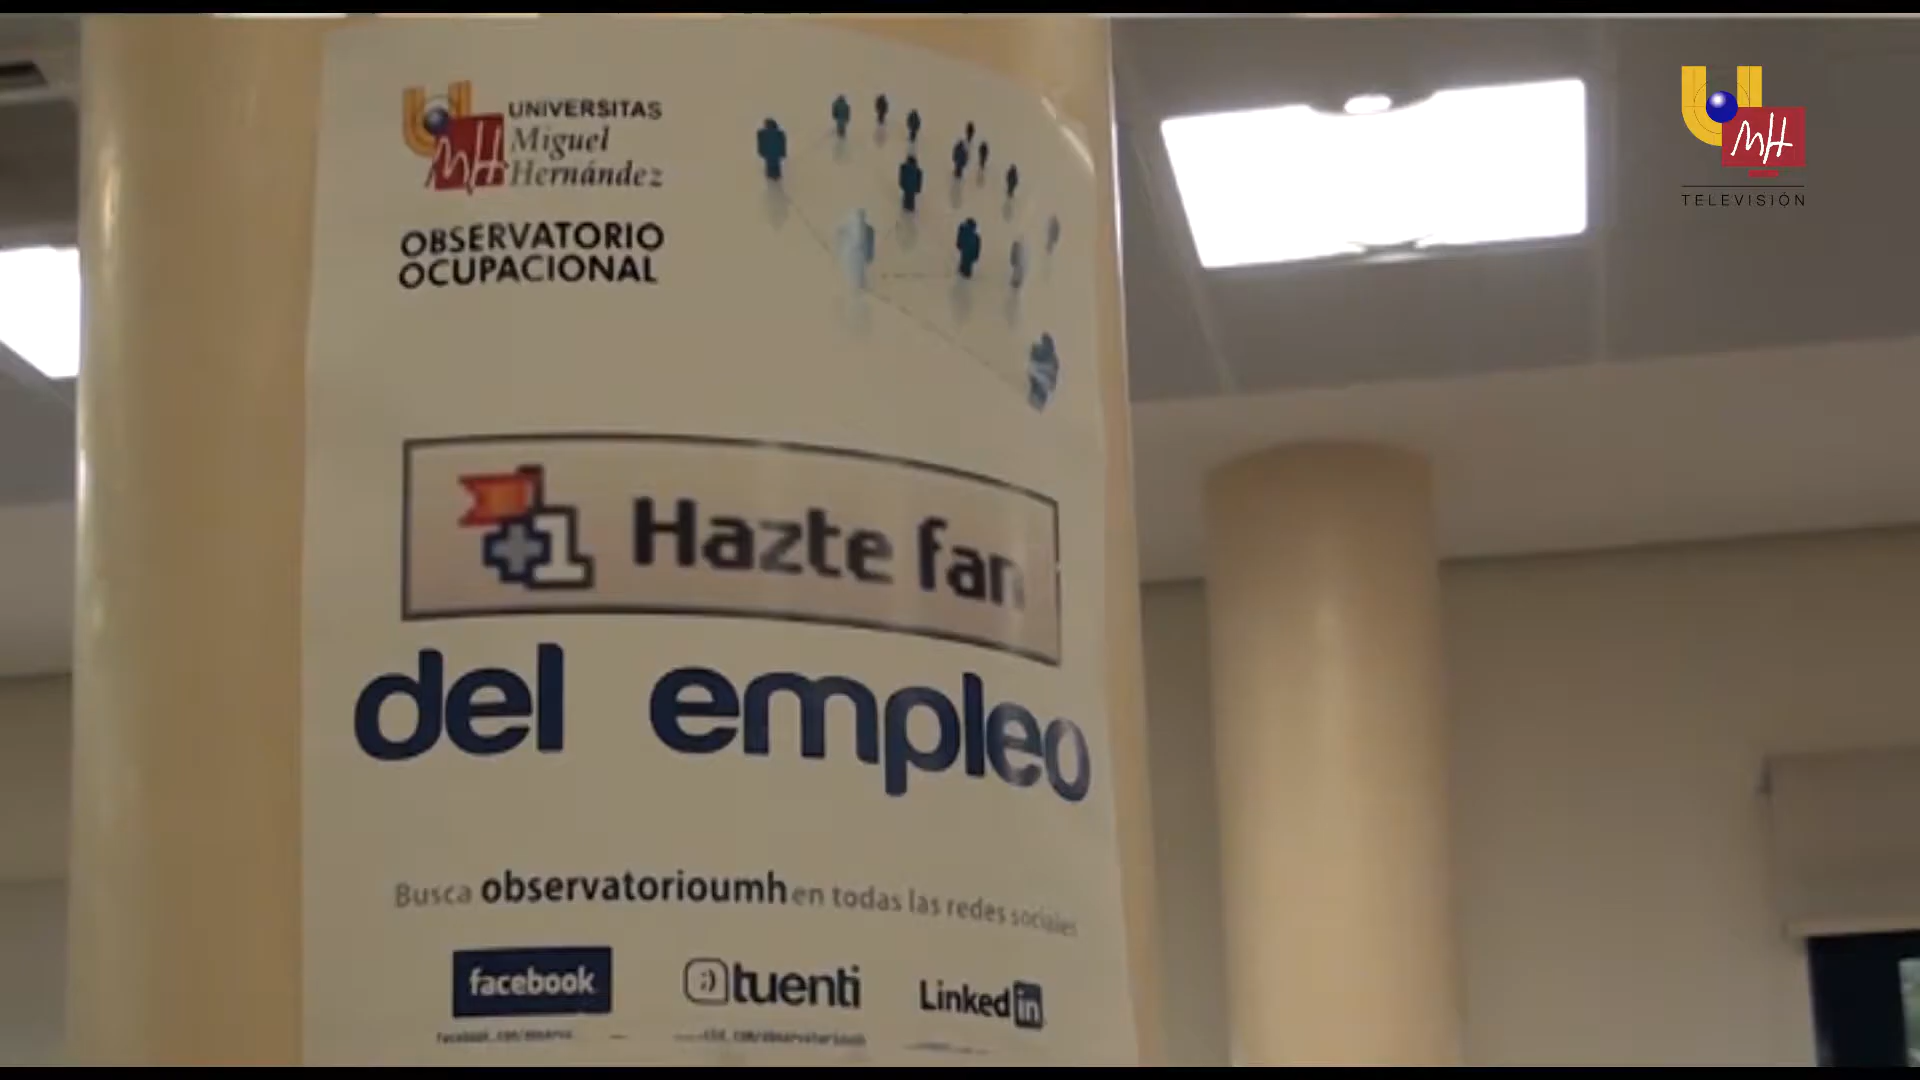 UNIVERSITAS
Miguel
Hernández
OBSERVATORIO
OCUPACIONAL
MH
TELEVISIÓN
+1 Hazte fan
del empleo
Busca observatorioumh en todas las redes sociales
facebook
;) tuenti
Linked in